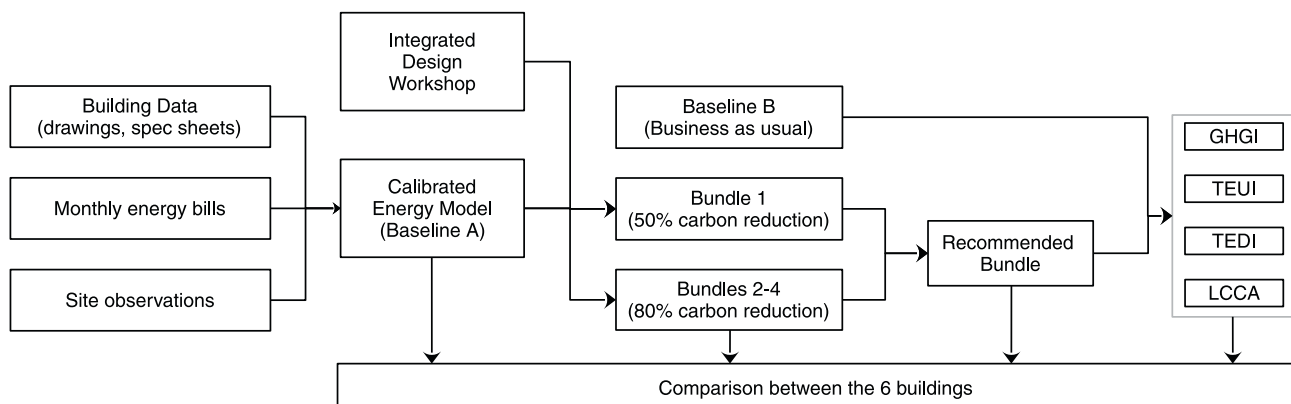 Integrated
Design
Workshop
Building Data
(drawings, spec sheets)
Monthly energy bills
Site observations
Calibrated
Energy Model
(Baseline A)
Baseline B
(Business as usual)
Bundle 1
(50% carbon reduction)
Bundles 2-4
(80% carbon reduction)
Recommended
Bundle
GHGI
TEUI
TEDI
LCCA
Comparison between the 6 buildings